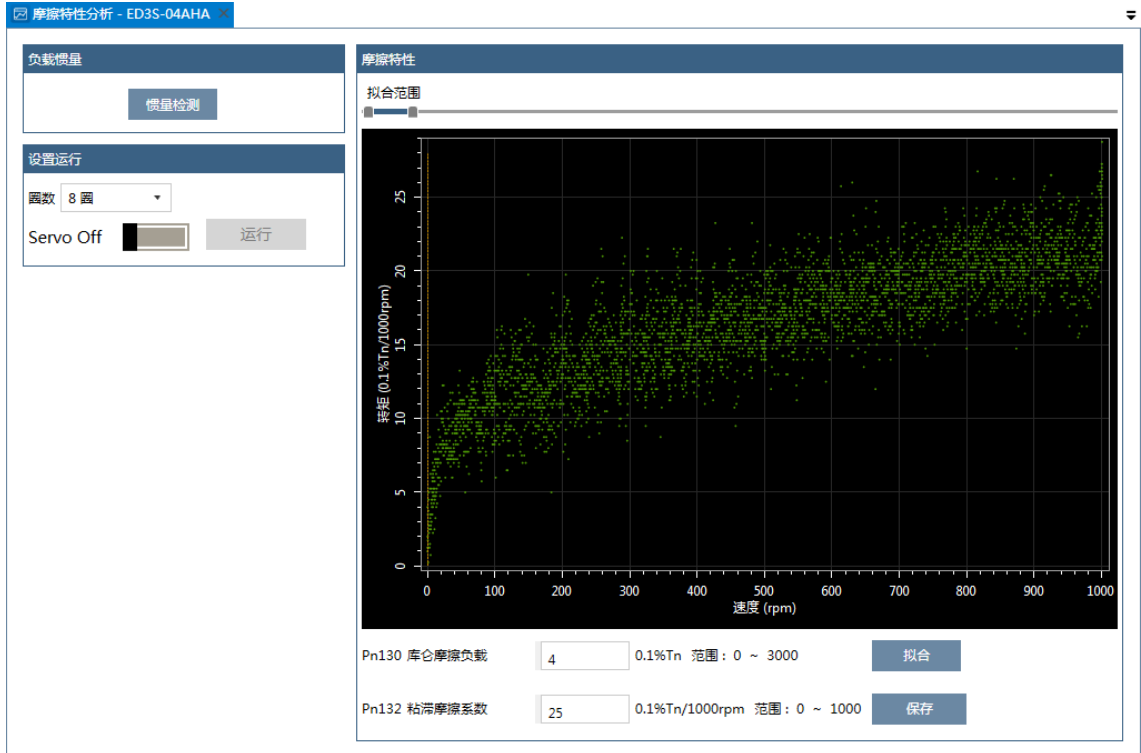 摩擦特性分析 - ED3S-04AHA
负载惯量
惯量检测
设置运行
圈数 8 圈
Servo Off 运行
摩擦特性
拟合范围
转矩 (0.1%Tn/1000rpm)
25
20
15
10
5
0
0 100 200 300 400 500 600 700 800 900 1000
速度 (rpm)
Pn130 库仑摩擦负载 4 0.1%Tn 范围: 0 ~ 3000 拟合
Pn132 粘滞摩擦系数 25 0.1%Tn/1000rpm 范围: 0 ~ 1000 保存